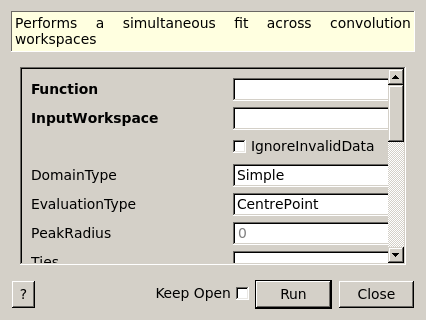 Performs a simultaneous fit across convolution
workspaces
Function
InputWorkspace
IgnoreInvalidData
DomainType Simple
EvaluationType CentrePoint
PeakRadius 0
Ties
? Keep Open Run Close